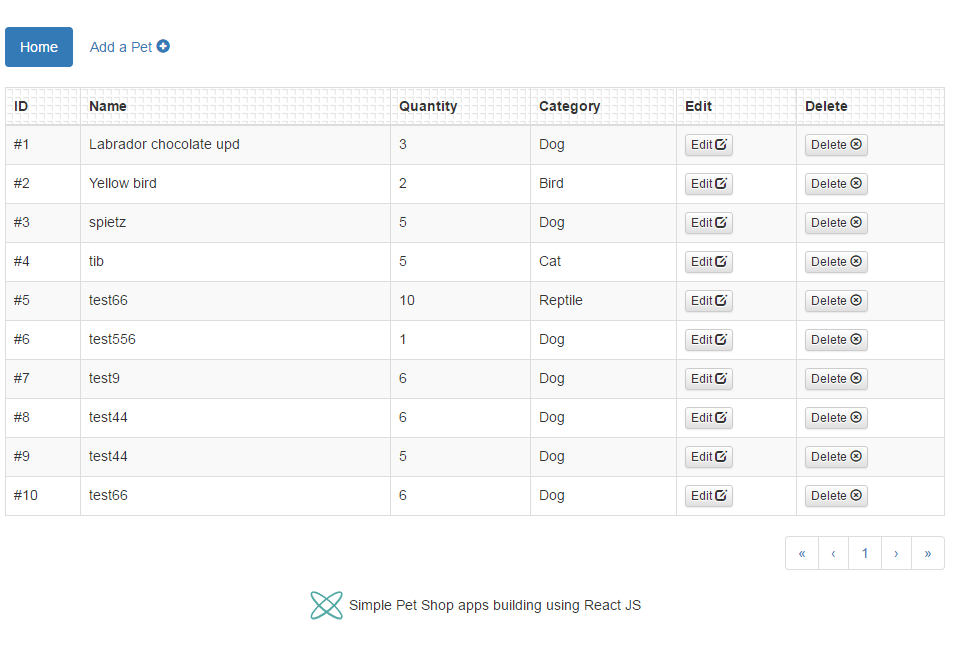 Home Add a Pet
ID Name Quantity Category Edit Delete
#1 Labrador chocolate upd 3 Dog Edit Delete
#2 Yellow bird 2 Bird Edit Delete
#3 spietz 5 Dog Edit Delete
#4 tib 5 Cat Edit Delete
#5 test66 10 Reptile Edit Delete
#6 test556 1 Dog Edit Delete
#7 test9 6 Dog Edit Delete
#8 test44 6 Dog Edit Delete
#9 test44 5 Dog Edit Delete
#10 test66 6 Dog Edit Delete
« ‹ 1 › »
Simple Pet Shop apps building using React JS